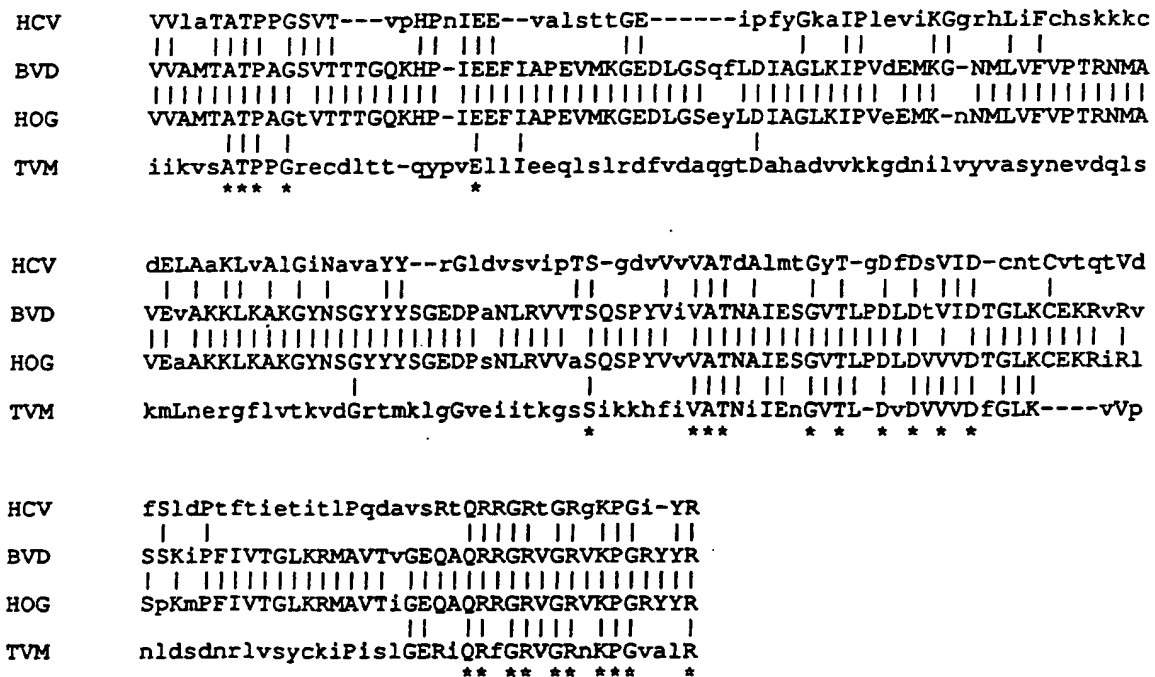 HCV VVlaTATPPGSVT---vpHPnIEE--valsttGE------ipfyGkaIPlevikGgrhLiFchskkkc
BVD VVAMTATPAGSVTTTGQKHP-IEEFIAPEVMKGEDLGSqfLDIAGLKIPVdEMKG-NMLVFVPTRNMA
HOG VVAMTATPAGtVTTTGQKHP-IEEFIAPEVMKGEDLGSeyLDIAGLKIPVeEMK-nNMLVFVPTRNMA
TVM iikvsATPPGrecdltt-qypvEllIeeqlslrdfvdaqgtDahadvvkkgdnilvyvasynevdqls
*** * *
HCV dELAaKLvAlGiNavaYY--rGldvsvipTS-gdvVvVATdAlmtGyT-gDfDsVID-cntCvtqtVd
BVD VEvAKKLKAKGYNSGYYYSGEDPaNLRVVTSQSPYViVATNAIESGVTLPDLDtVIDTGLKCEKRvRv
HOG VEaAKKLKAKGYNSGYYYSGEDPsNLRVVaSQSPYVvVATNAIESGVTLPDLDVVVDTGLKCEKRiRl
TVM kmLnergflvtkvdGrtmklgGveiitkgsSikkhfiVATNiIEnGVTL-DvDVVVDfGLK----vVp
* *** * * * * * *
HCV fSldPtftietitlPqdavsRtQRRGRtGRgKPGi-YR
BVD SSKiPFIVTGLKRMAVTvGEQAQRRGRVGRVKPGRYYR
HOG SpKmPFIVTGLKRMAVTiGEQAQRRGRVGRVKPGRYYR
TVM nldsdnrlvsyckiPislGERiQRfGRVGRnKPGvalR
** ** ** *** *